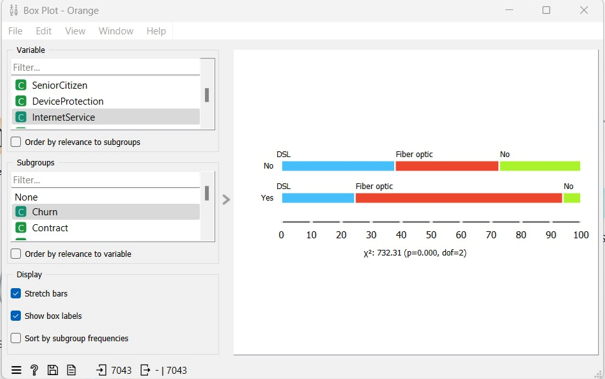 Box Plot - Orange
File Edit View Window Help
Variable
Filter...
C SeniorCitizen
C DeviceProtection
C InternetService
Order by relevance to subgroups
Subgroups
Filter...
None
C Churn
C Contract
Order by relevance to variable
Display
Stretch bars
Show box labels
Sort by subgroup frequencies
7043 - | 7043
DSL Fiber optic No
No
DSL Fiber optic No
Yes
0 10 20 30 40 50 60 70 80 90 100
χ²: 732.31 (p=0.000, dof=2)